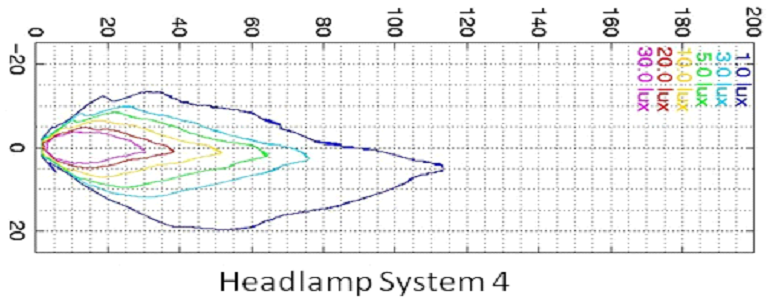 0 20 40 60 80 100 120 140 160 180 200
-20
0
20
1.0 lux
3.0 lux
5.0 lux
10.0 lux
20.0 lux
30.0 lux
Headlamp System 4